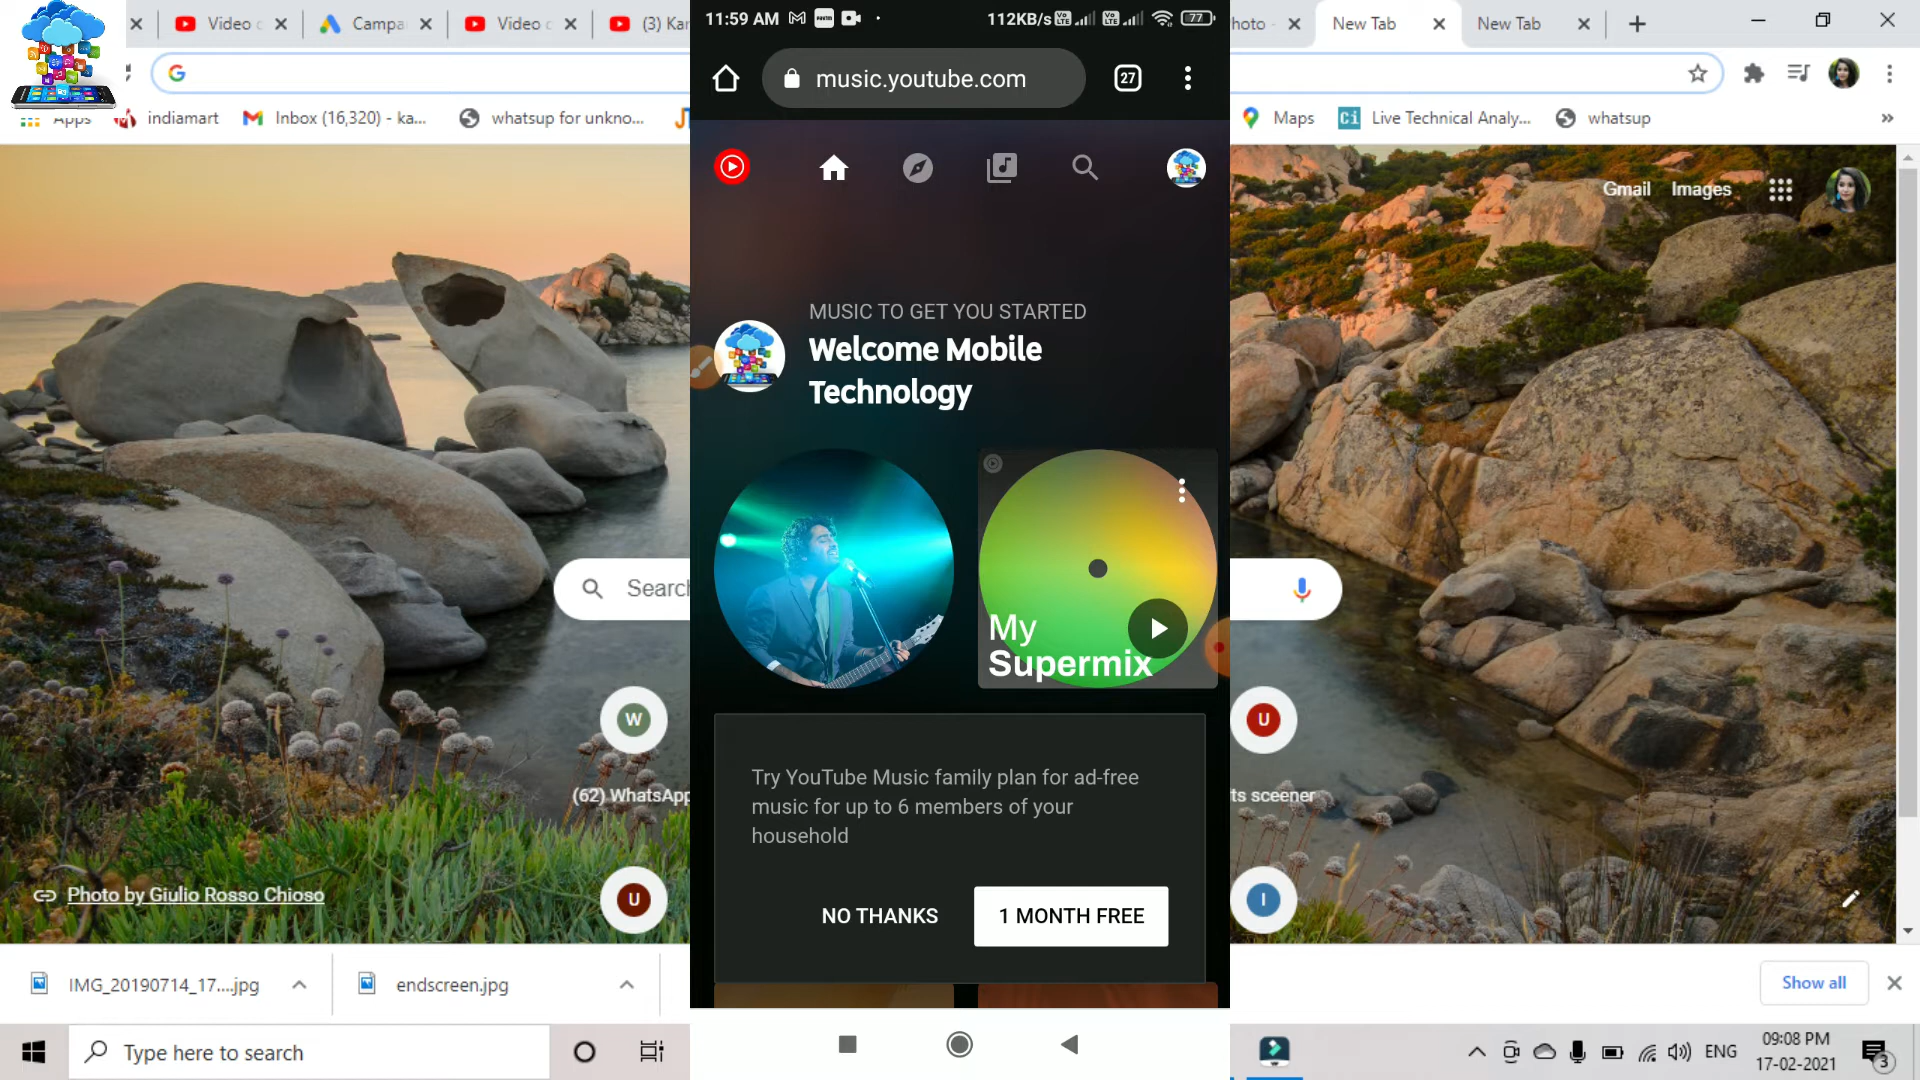 Video c
Campa
Video c
(3) Kar
11:59 AM
112KB/s
77
hoto
New Tab
New Tab
music.youtube.com
27
Apps
indiamart
Inbox (16,320) - ka...
whatsup for unkno...
Maps
Live Technical Analy...
whatsup
Gmail
Images
MUSIC TO GET YOU STARTED
Welcome Mobile
Technology
Search
My
Supermix
W
U
(62) WhatsApp
ts sceener
Try YouTube Music family plan for ad-free
music for up to 6 members of your
household
NO THANKS
1 MONTH FREE
Photo by Giulio Rosso Chioso
U
I
IMG_20190714_17....jpg
endscreen.jpg
Show all
Type here to search
ENG
09:08 PM
17-02-2021
3